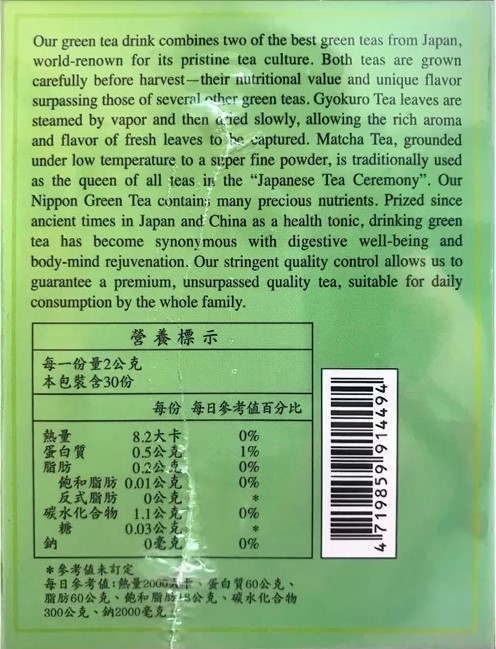 Our green tea drink combines two of the best green teas from Japan,
world-renown for its pristine tea culture. Both teas are grown
carefully before harvest—their nutritional value and unique flavor
surpassing those of several other green teas. Gyokuro Tea leaves are
steamed by vapor and then dried slowly, allowing the rich aroma
and flavor of fresh leaves to be captured. Matcha Tea, grounded
under low temperature to a super fine powder, is traditionally used
as the queen of all teas in the “Japanese Tea Ceremony”. Our
Nippon Green Tea contains many precious nutrients. Prized since
ancient times in Japan and China as a health tonic, drinking green
tea has become synonymous with digestive well-being and
body-mind rejuvenation. Our stringent quality control allows us to
guarantee a premium, unsurpassed quality tea, suitable for daily
consumption by the whole family.
營養標示
每一份量2公克
本包裝含30份
每份 每日參考值百分比
熱量 8.2大卡 0%
蛋白質 0.5公克 1%
脂肪 0.2公克 0%
飽和脂肪 0.01公克 0%
反式脂肪 0公克 *
碳水化合物 1.1公克 0%
糖 0.03公克 *
鈉 0毫克 0%
*參考值未訂定
每日參考值:熱量2000大卡、蛋白質60公克、
脂肪60公克、飽和脂肪18公克、碳水化合物
300公克、鈉2000毫克。
4 719859 914494